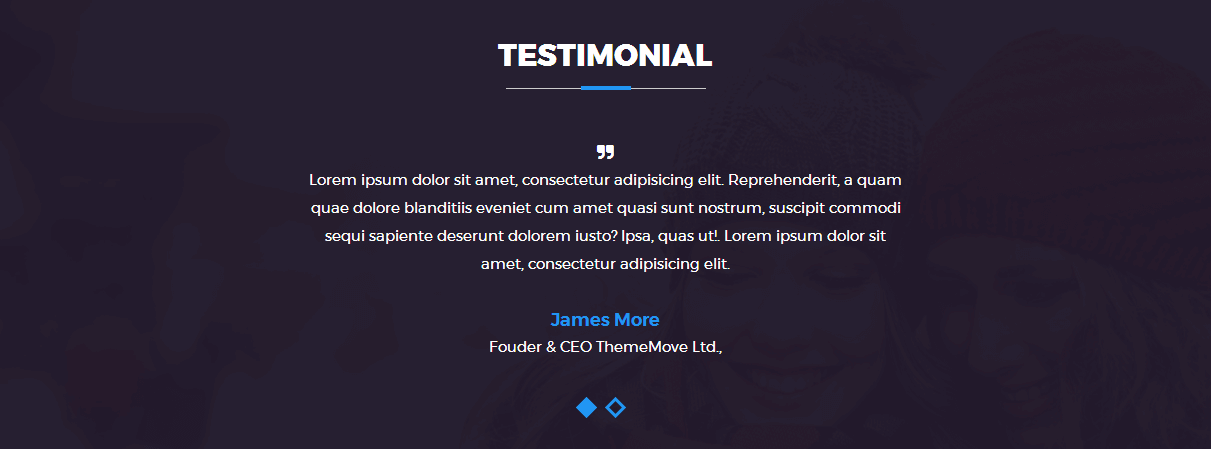 TESTIMONIAL
”
Lorem ipsum dolor sit amet, consectetur adipisicing elit. Reprehenderit, a quam
quae dolore blanditiis eveniet cum amet quasi sunt nostrum, suscipit commodi
sequi sapiente deserunt dolorem iusto? Ipsa, quas ut!. Lorem ipsum dolor sit
amet, consectetur adipisicing elit.
James More
Fouder & CEO ThemeMove Ltd.,